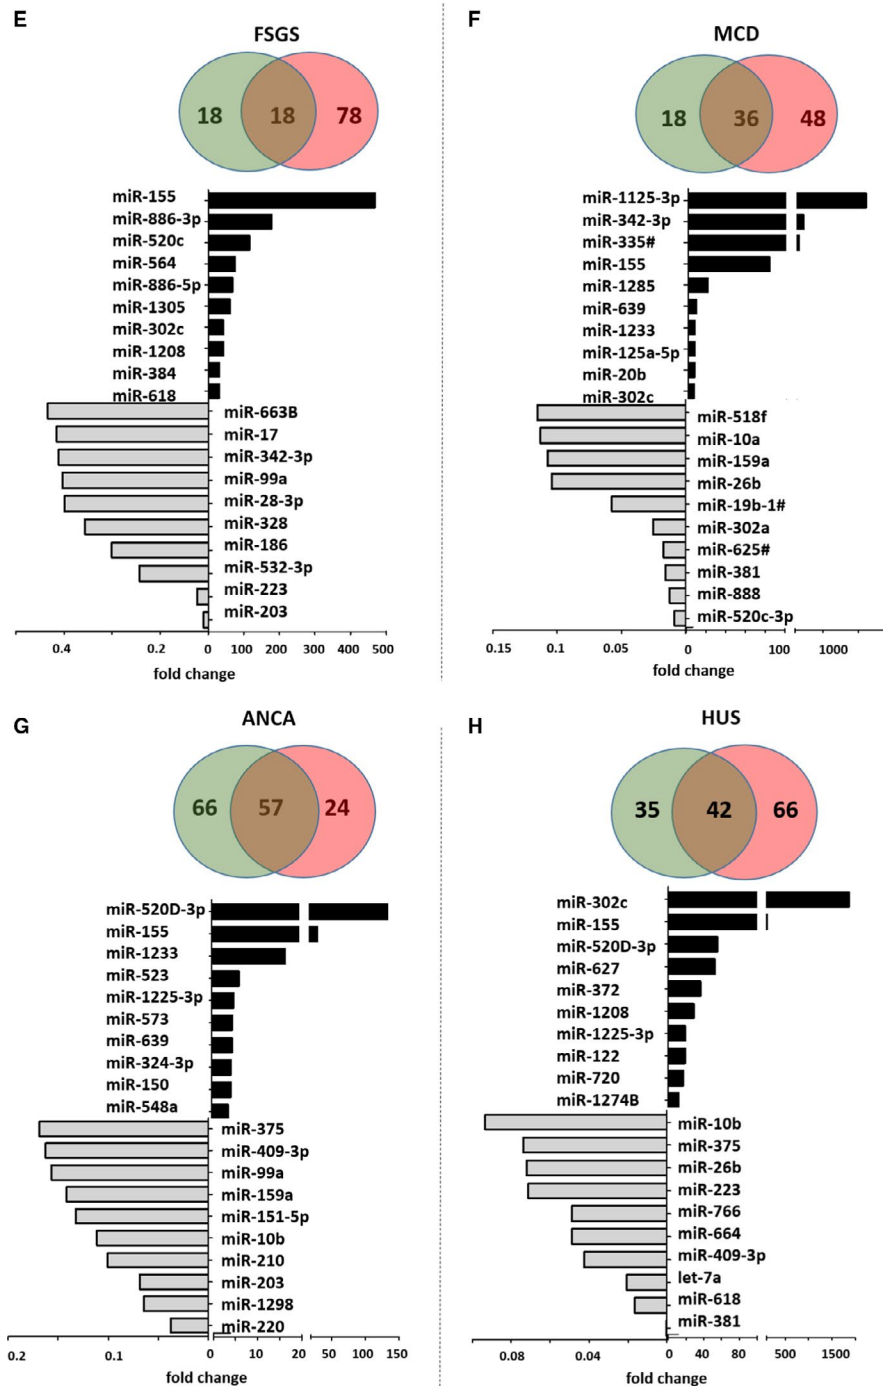 E
FSGS
18 18 78
miR-155
miR-886-3p
miR-520c
miR-564
miR-886-5p
miR-1305
miR-302c
miR-1208
miR-384
miR-618
miR-663B
miR-17
miR-342-3p
miR-99a
miR-28-3p
miR-328
miR-186
miR-532-3p
miR-223
miR-203
0.4 0.2 0 100 200 300 400 500
fold change
F
MCD
18 36 48
miR-1125-3p
miR-342-3p
miR-335#
miR-155
miR-1285
miR-639
miR-1233
miR-125a-5p
miR-20b
miR-302c
miR-518f
miR-10a
miR-159a
miR-26b
miR-19b-1#
miR-302a
miR-625#
miR-381
miR-888
miR-520c-3p
0.15 0.1 0.05 0 100 1000
fold change
G
ANCA
66 57 24
miR-520D-3p
miR-155
miR-1233
miR-523
miR-1225-3p
miR-573
miR-639
miR-324-3p
miR-150
miR-548a
miR-375
miR-409-3p
miR-99a
miR-159a
miR-151-5p
miR-10b
miR-210
miR-203
miR-1298
miR-220
0.2 0.1 0 0 10 20 50 100 150
fold change
H
HUS
35 42 66
miR-302c
miR-155
miR-520D-3p
miR-627
miR-372
miR-1208
miR-1225-3p
miR-122
miR-720
miR-1274B
miR-10b
miR-375
miR-26b
miR-223
miR-766
miR-664
miR-409-3p
let-7a
miR-618
miR-381
0.08 0.04 0 40 80 500 1500
fold change